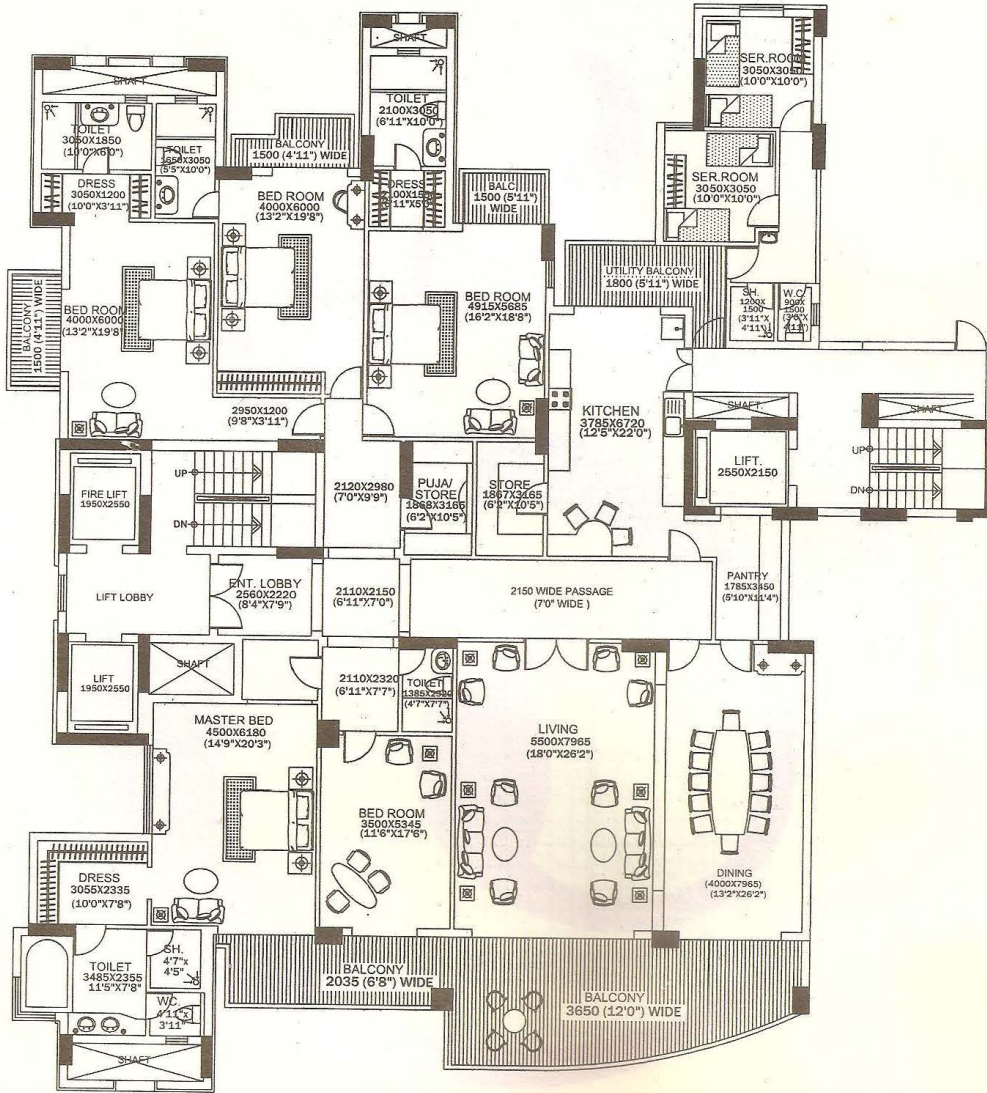 SHAFT
TOILET
3050X1850
(10'0"X6'0)
TOILET
1650X3050
(5'5"X10'0")
DRESS
3050X1200
(10'0"X3'11")
BALCONY
1500 (4'11") WIDE
BED ROOM
4000X6000
(13'2"X19'8")
SHAFT
TOILET
2100X3050
(6'11"X10'0")
DRESS
BALC.
1500 (5'11")
WIDE
SER.ROOM
3050X3050
(10'0"X10'0")
SER.ROOM
3050X3050
(10'0"X10'0")
UTILITY BALCONY
1800 (5'11") WIDE
SH.
1200X
1500
(3'11"X
4'11")
W.C.
900X
1500
4'11")
BALCONY
1500 (4'11") WIDE
BED ROOM
4000X6000
(13'2"X19'8"
BED ROOM
4915X5685
(16'2"X18'8")
2950X1200
(9'8"X3'11")
KITCHEN
3785X6720
(12'5"X22'0")
SHAFT.
SHAFT
LIFT.
2550X2150
UP
DN
FIRE LIFT
1950X2550
UP
DN
2120X2980
(7'0"X9'9")
PUJA/
STORE
1868X3165
(6'2"X10'5")
STORE
1867X3165
(6'2"X10'5")
LIFT LOBBY
ENT. LOBBY
2560X2220
(8'4"X7'9")
2110X2150
(6'11"X7'0")
2150 WIDE PASSAGE
(7'0" WIDE )
PANTRY
1785X3450
(5'10"X11'4")
LIFT
1950X2550
SHAFT
2110X2320
(6'11"X7'7")
TOILET
1385X2320
(4'7"X7'7")
MASTER BED
4500X6180
(14'9"X20'3")
LIVING
5500X7965
(18'0"X26'2")
BED ROOM
3500X5345
(11'6"X17'6")
DINING
(4000X7965)
(13'2"X26'2")
DRESS
3055X2335
(10'0"X7'8")
TOILET
3485X2355
11'5"X7'8"
SH.
4'7"x
4'5"
WC.
4'11"x
3'11"
SHAFT
BALCONY
2035 (6'8") WIDE
BALCONY
3650 (12'0") WIDE